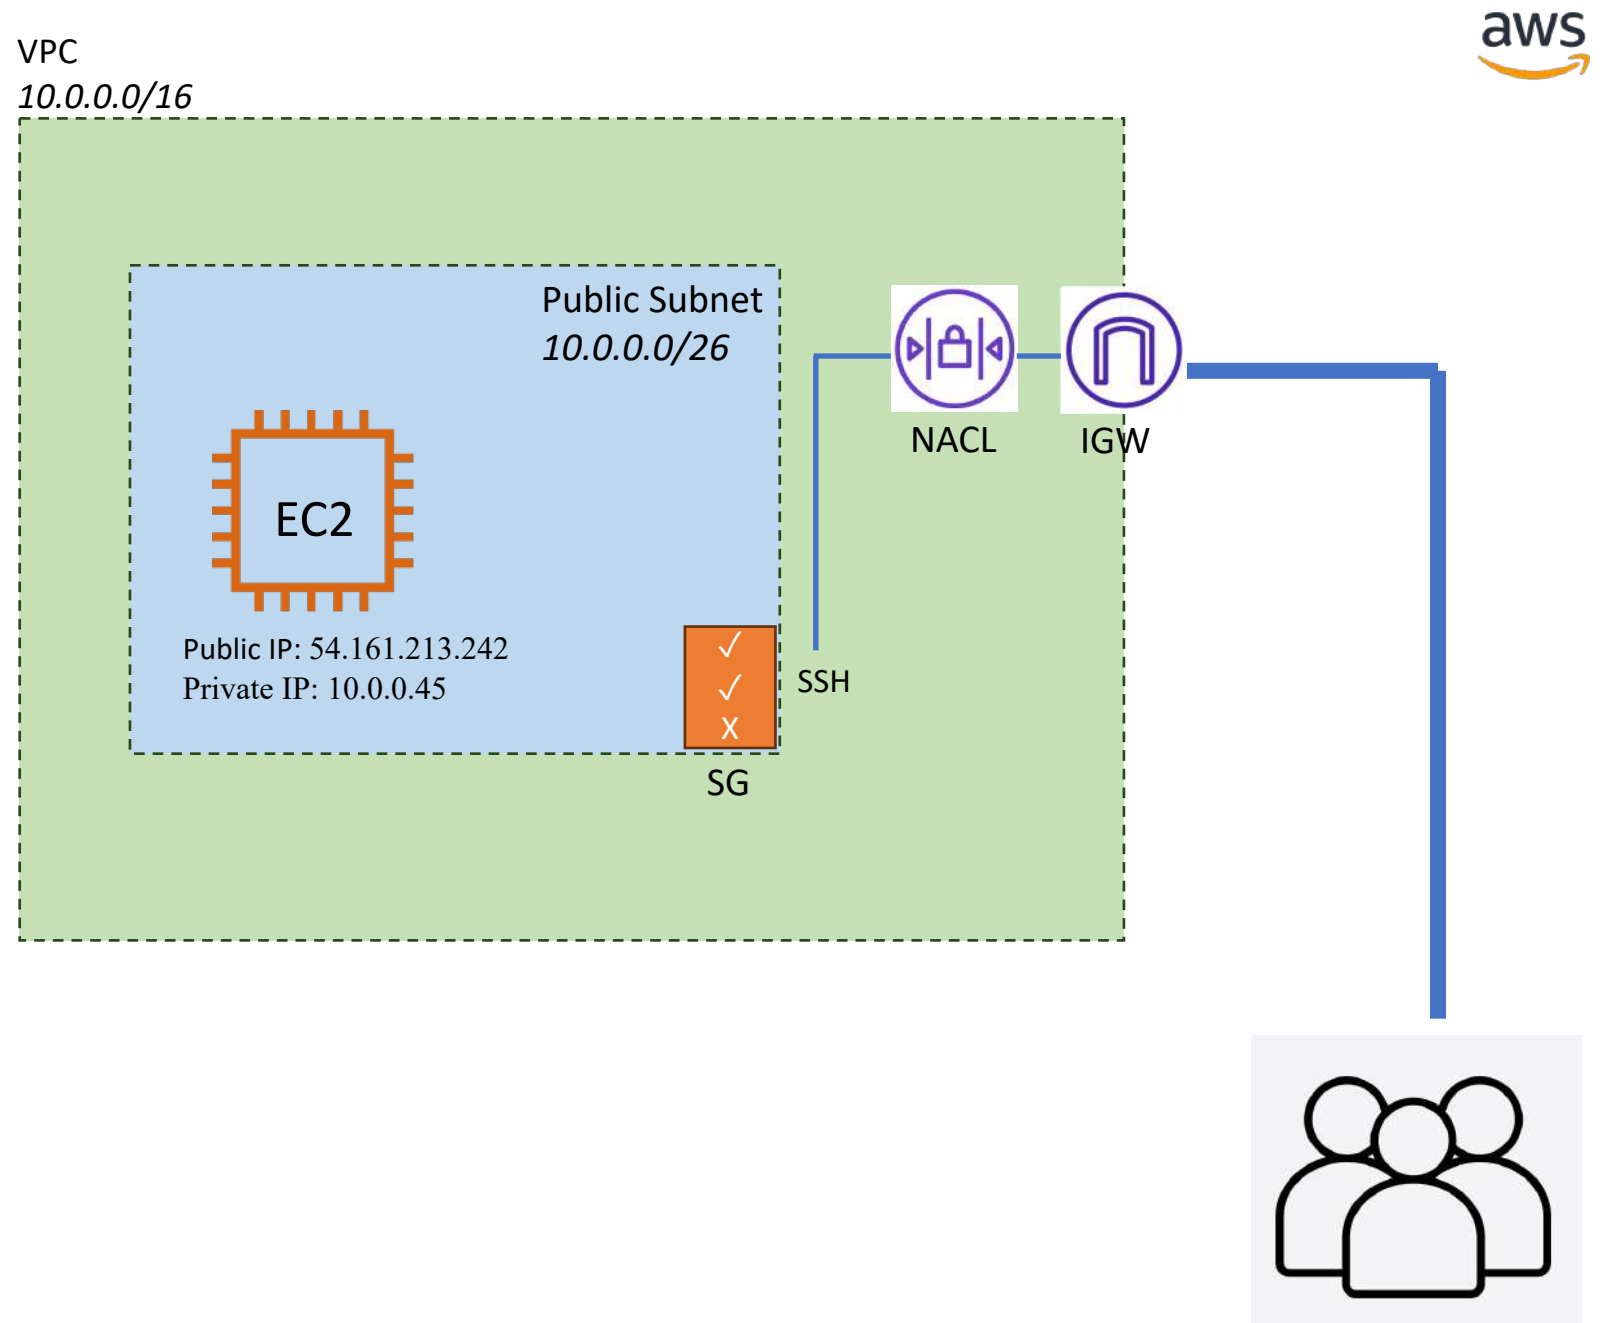 aws
VPC
10.0.0.0/16
Public Subnet
10.0.0.0/26
NACL
IGW
EC2
Public IP: 54.161.213.242
Private IP: 10.0.0.45
✓
✓
X
SSH
SG